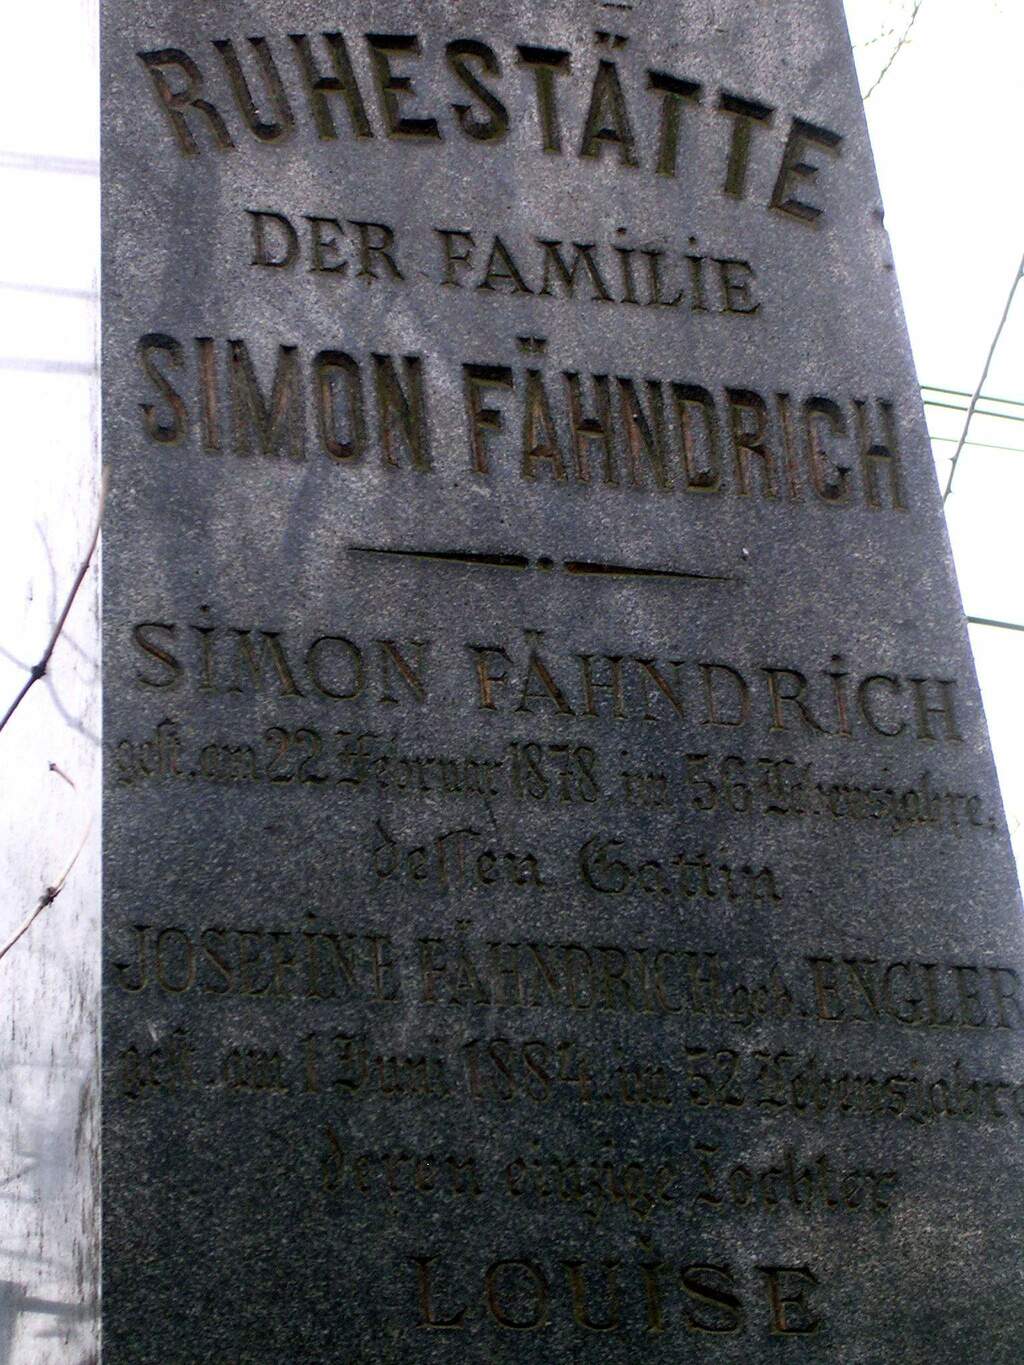 RUHESTÄTTE
DER FAMILIE
SIMON FÄHNDRICH
SIMON FÄHNDRICH
gest. am 22 Februar 1878 im 56 Lebensjahre,
dessen Gattin
JOSEFINE FÄHNDRICH geb. ENGLER
gest. am 1 Juni 1884. im 52 Lebensjahre
deren einzige Tochter
LOUISE